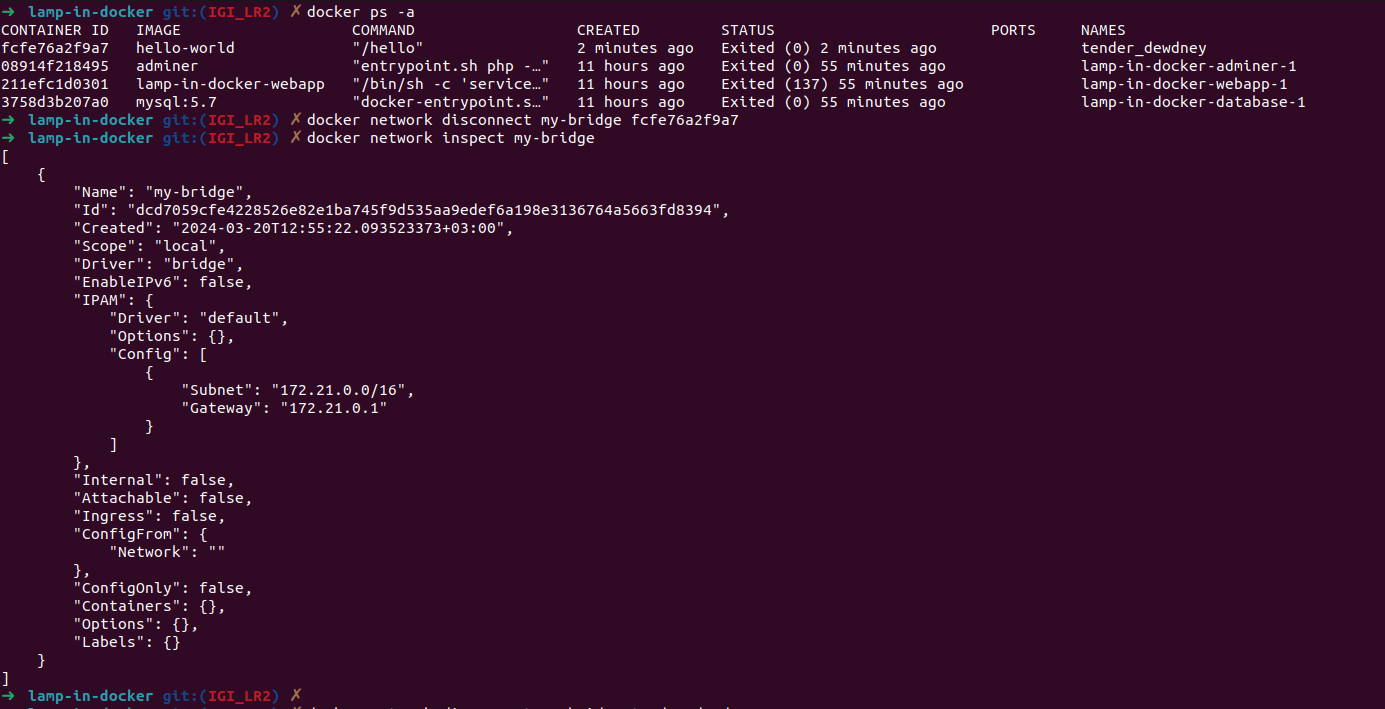 ➜ lamp-in-docker git:(IGI_LR2) ✗ docker ps -a
CONTAINER ID   IMAGE                   COMMAND                  CREATED         STATUS                        PORTS     NAMES
fcfe76a2f9a7   hello-world             "/hello"                 2 minutes ago   Exited (0) 2 minutes ago                tender_dewdney
08914f218495   adminer                 "entrypoint.sh php -…"   11 hours ago    Exited (0) 55 minutes ago               lamp-in-docker-adminer-1
211efc1d0301   lamp-in-docker-webapp   "/bin/sh -c 'service…"   11 hours ago    Exited (137) 55 minutes ago             lamp-in-docker-webapp-1
3758d3b207a0   mysql:5.7               "docker-entrypoint.s…"   11 hours ago    Exited (0) 55 minutes ago               lamp-in-docker-database-1
➜ lamp-in-docker git:(IGI_LR2) ✗ docker network disconnect my-bridge fcfe76a2f9a7
➜ lamp-in-docker git:(IGI_LR2) ✗ docker network inspect my-bridge
[
    {
        "Name": "my-bridge",
        "Id": "dcd7059cfe4228526e82e1ba745f9d535aa9edef6a198e3136764a5663fd8394",
        "Created": "2024-03-20T12:55:22.093523373+03:00",
        "Scope": "local",
        "Driver": "bridge",
        "EnableIPv6": false,
        "IPAM": {
            "Driver": "default",
            "Options": {},
            "Config": [
                {
                    "Subnet": "172.21.0.0/16",
                    "Gateway": "172.21.0.1"
                }
            ]
        },
        "Internal": false,
        "Attachable": false,
        "Ingress": false,
        "ConfigFrom": {
            "Network": ""
        },
        "ConfigOnly": false,
        "Containers": {},
        "Options": {},
        "Labels": {}
    }
]
➜ lamp-in-docker git:(IGI_LR2) ✗